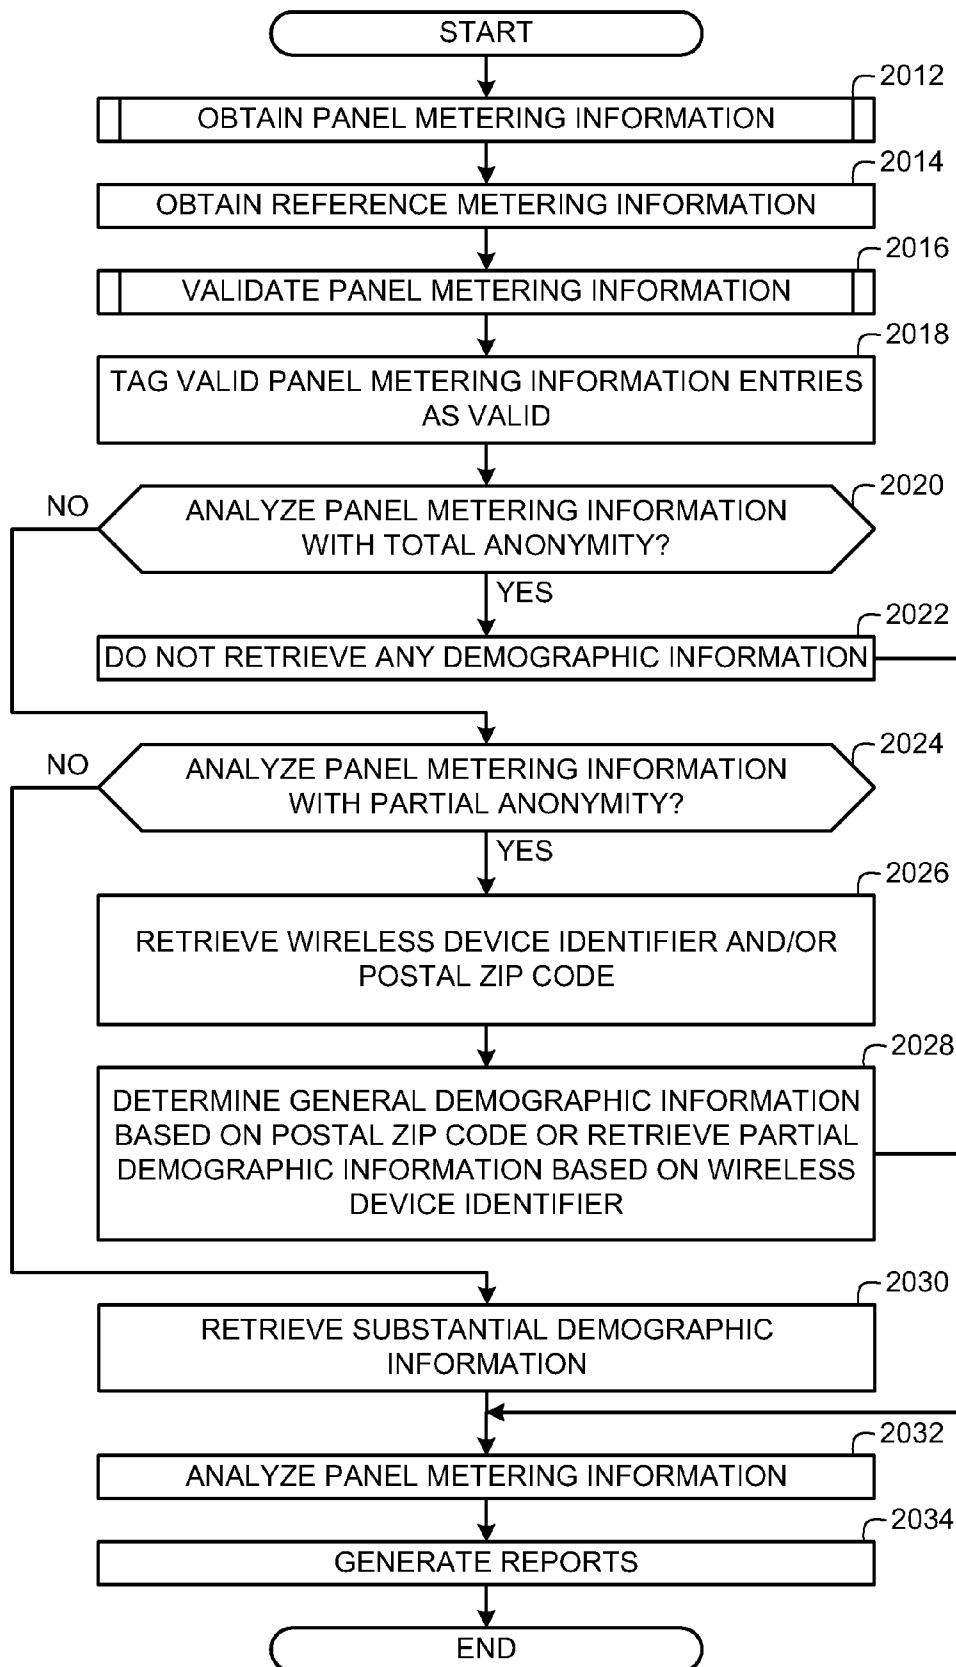 START
2012
OBTAIN PANEL METERING INFORMATION
2014
OBTAIN REFERENCE METERING INFORMATION
2016
VALIDATE PANEL METERING INFORMATION
2018
TAG VALID PANEL METERING INFORMATION ENTRIES
AS VALID
2020
NO
ANALYZE PANEL METERING INFORMATION
WITH TOTAL ANONYMITY?
YES
2022
DO NOT RETRIEVE ANY DEMOGRAPHIC INFORMATION
2024
NO
ANALYZE PANEL METERING INFORMATION
WITH PARTIAL ANONYMITY?
YES
2026
RETRIEVE WIRELESS DEVICE IDENTIFIER AND/OR
POSTAL ZIP CODE
2028
DETERMINE GENERAL DEMOGRAPHIC INFORMATION
BASED ON POSTAL ZIP CODE OR RETRIEVE PARTIAL
DEMOGRAPHIC INFORMATION BASED ON WIRELESS
DEVICE IDENTIFIER
2030
RETRIEVE SUBSTANTIAL DEMOGRAPHIC
INFORMATION
2032
ANALYZE PANEL METERING INFORMATION
2034
GENERATE REPORTS
END